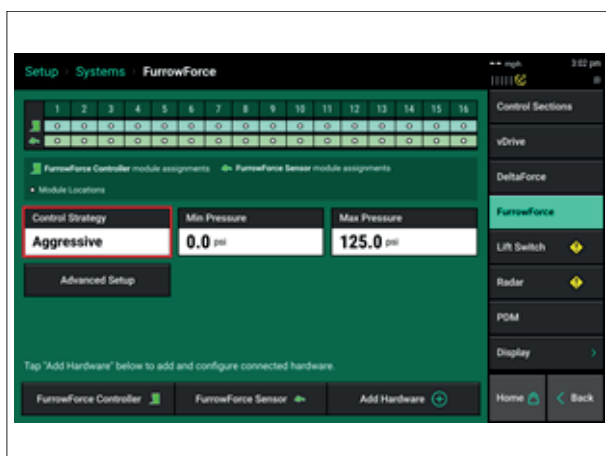 Setup > Systems > FurrowForce
-- mph 3:02 pm
1 2 3 4 5 6 7 8 9 10 11 12 13 14 15 16
FurrowForce Controller module assignments FurrowForce Sensor module assignments
• Module Locations
Control Strategy Min Pressure Max Pressure
Aggressive 0.0 psi 125.0 psi
Advanced Setup
Tap "Add Hardware" below to add and configure connected hardware.
FurrowForce Controller FurrowForce Sensor Add Hardware
Control Sections
vDrive
DeltaForce
FurrowForce
Lift Switch
Radar
PDM
Display >
Home < Back